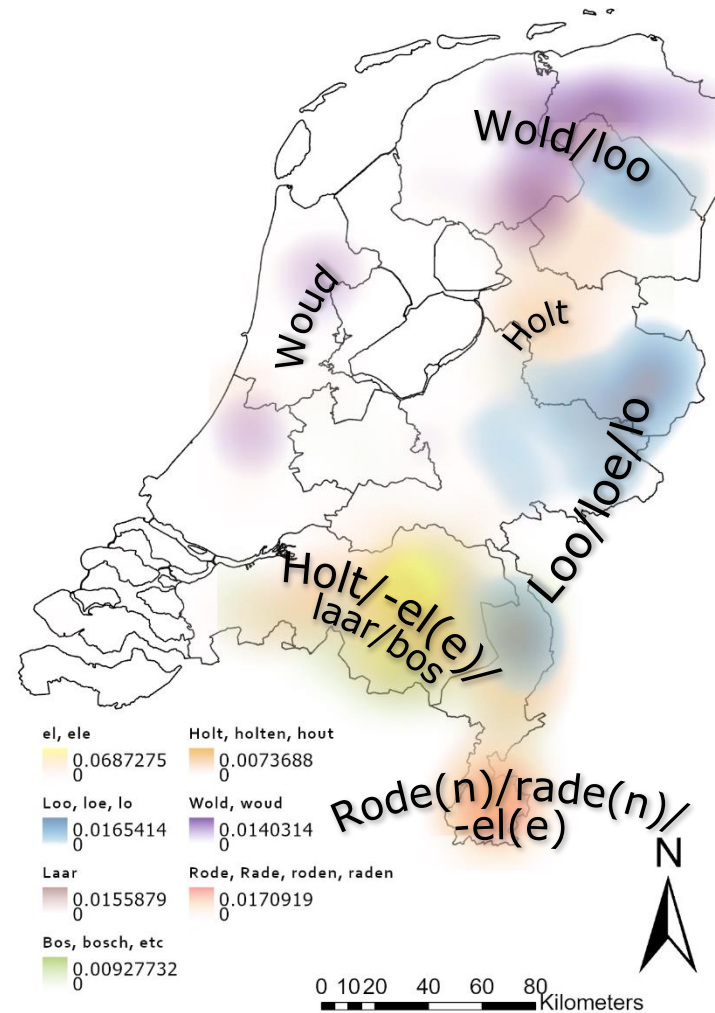 Wold/loo
Woud
Holt
Loo/loe/lo
Holt/-el(e)/
laar/bos
Rode(n)/rade(n)/
-el(e)
el, ele
0.0687275
0
Holt, holten, hout
0.0073688
0
Loo, loe, lo
0.0165414
0
Wold, woud
0.0140314
0
Laar
0.0155879
0
Rode, Rade, roden, raden
0.0170919
0
Bos, bosch, etc
0.00927732
0
N
0 10 20 40 60 80
Kilometers